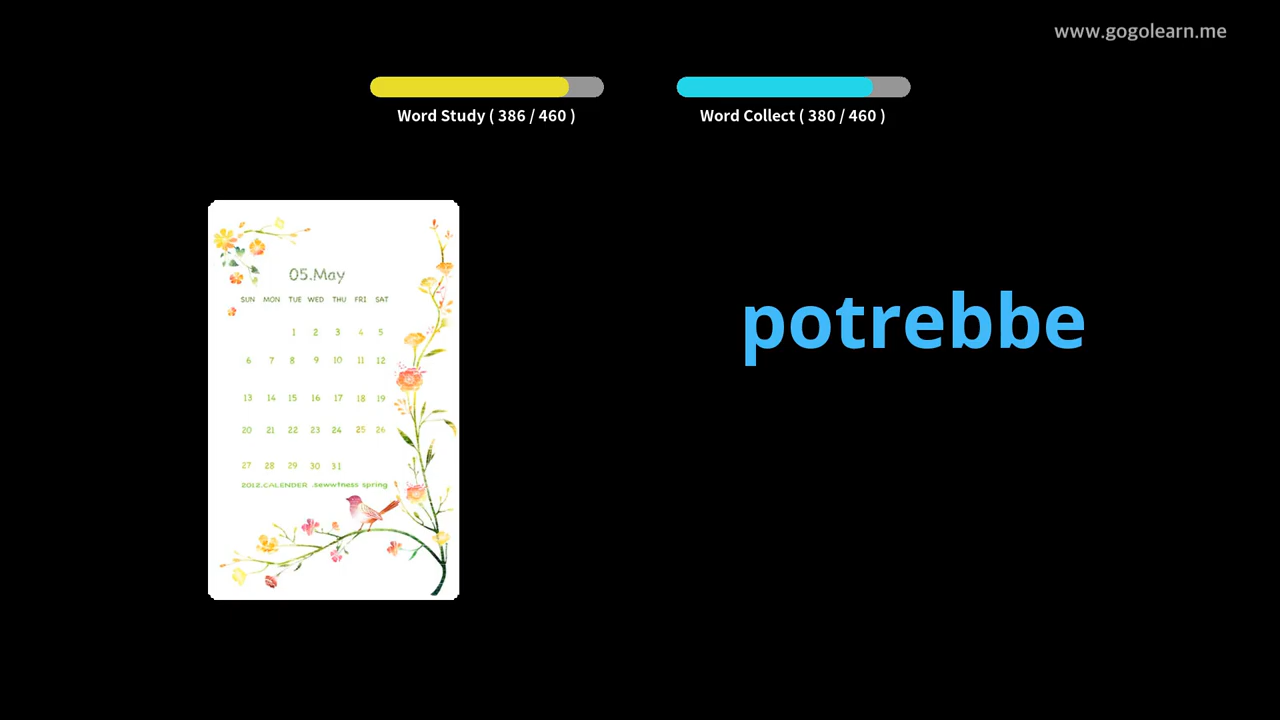 www.gogolearn.me
Word Study ( 386 / 460 )
Word Collect ( 380 / 460 )
05.May
SUN MON TUE WED THU FRI SAT
1 2 3 4 5
6 7 8 9 10 11 12
13 14 15 16 17 18 19
20 21 22 23 24 25 26
27 28 29 30 31
2012.CALENDER .sewwtness spring
potrebbe